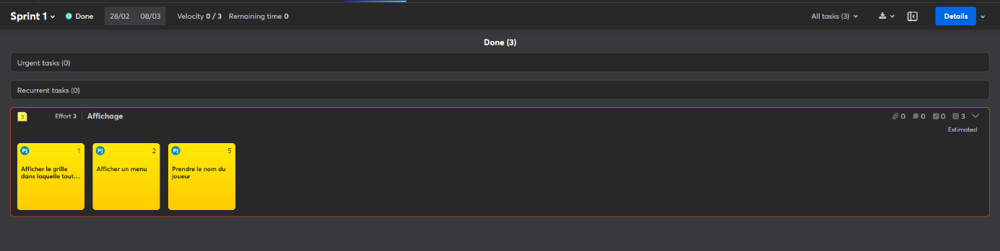 Sprint 1 Done 28/02 08/03 Velocity 0 / 3 Remaining time 0 All tasks (3) Details
Done (3)
Urgent tasks (0)
Recurrent tasks (0)
3 Effort 3 Affichage 0 0 0 3
Estimated
PJ 1
Afficher le grille
dans laquelle tout...
PJ 2
Afficher un menu
PJ 5
Prendre le nom du
joueur